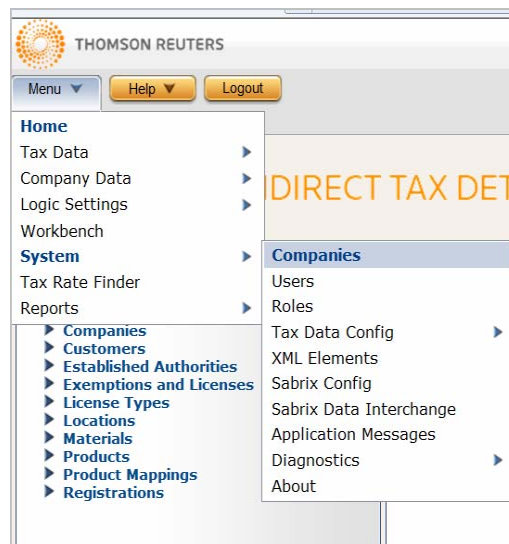 THOMSON REUTERS
Menu Help Logout
Home
Tax Data
Company Data
Logic Settings
Workbench
System
Tax Rate Finder
Reports
DIRECT TAX DET
Companies
Users
Roles
Tax Data Config
XML Elements
Sabrix Config
Sabrix Data Interchange
Application Messages
Diagnostics
About
Companies
Customers
Established Authorities
Exemptions and Licenses
License Types
Locations
Materials
Products
Product Mappings
Registrations